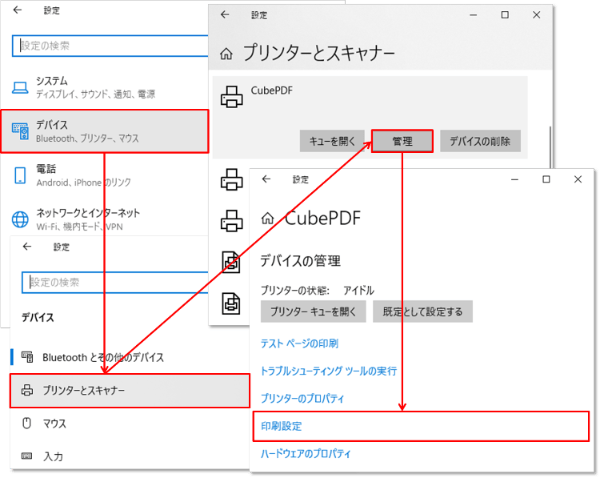 設定
設定の検索
システム
ディスプレイ、サウンド、通知、電源
デバイス
Bluetooth、プリンター、マウス
電話
Android、iPhone のリンク
ネットワークとインターネット
Wi-Fi、機内モード、VPN
設定
設定の検索
デバイス
Bluetooth とその他のデバイス
プリンターとスキャナー
マウス
入力
設定
プリンターとスキャナー
CubePDF
キューを開く
管理
デバイスの削除
設定
CubePDF
デバイスの管理
プリンターの状態: アイドル
プリンター キューを開く
既定として設定する
テスト ページの印刷
トラブルシューティング ツールの実行
プリンターのプロパティ
印刷設定
ハードウェアのプロパティ